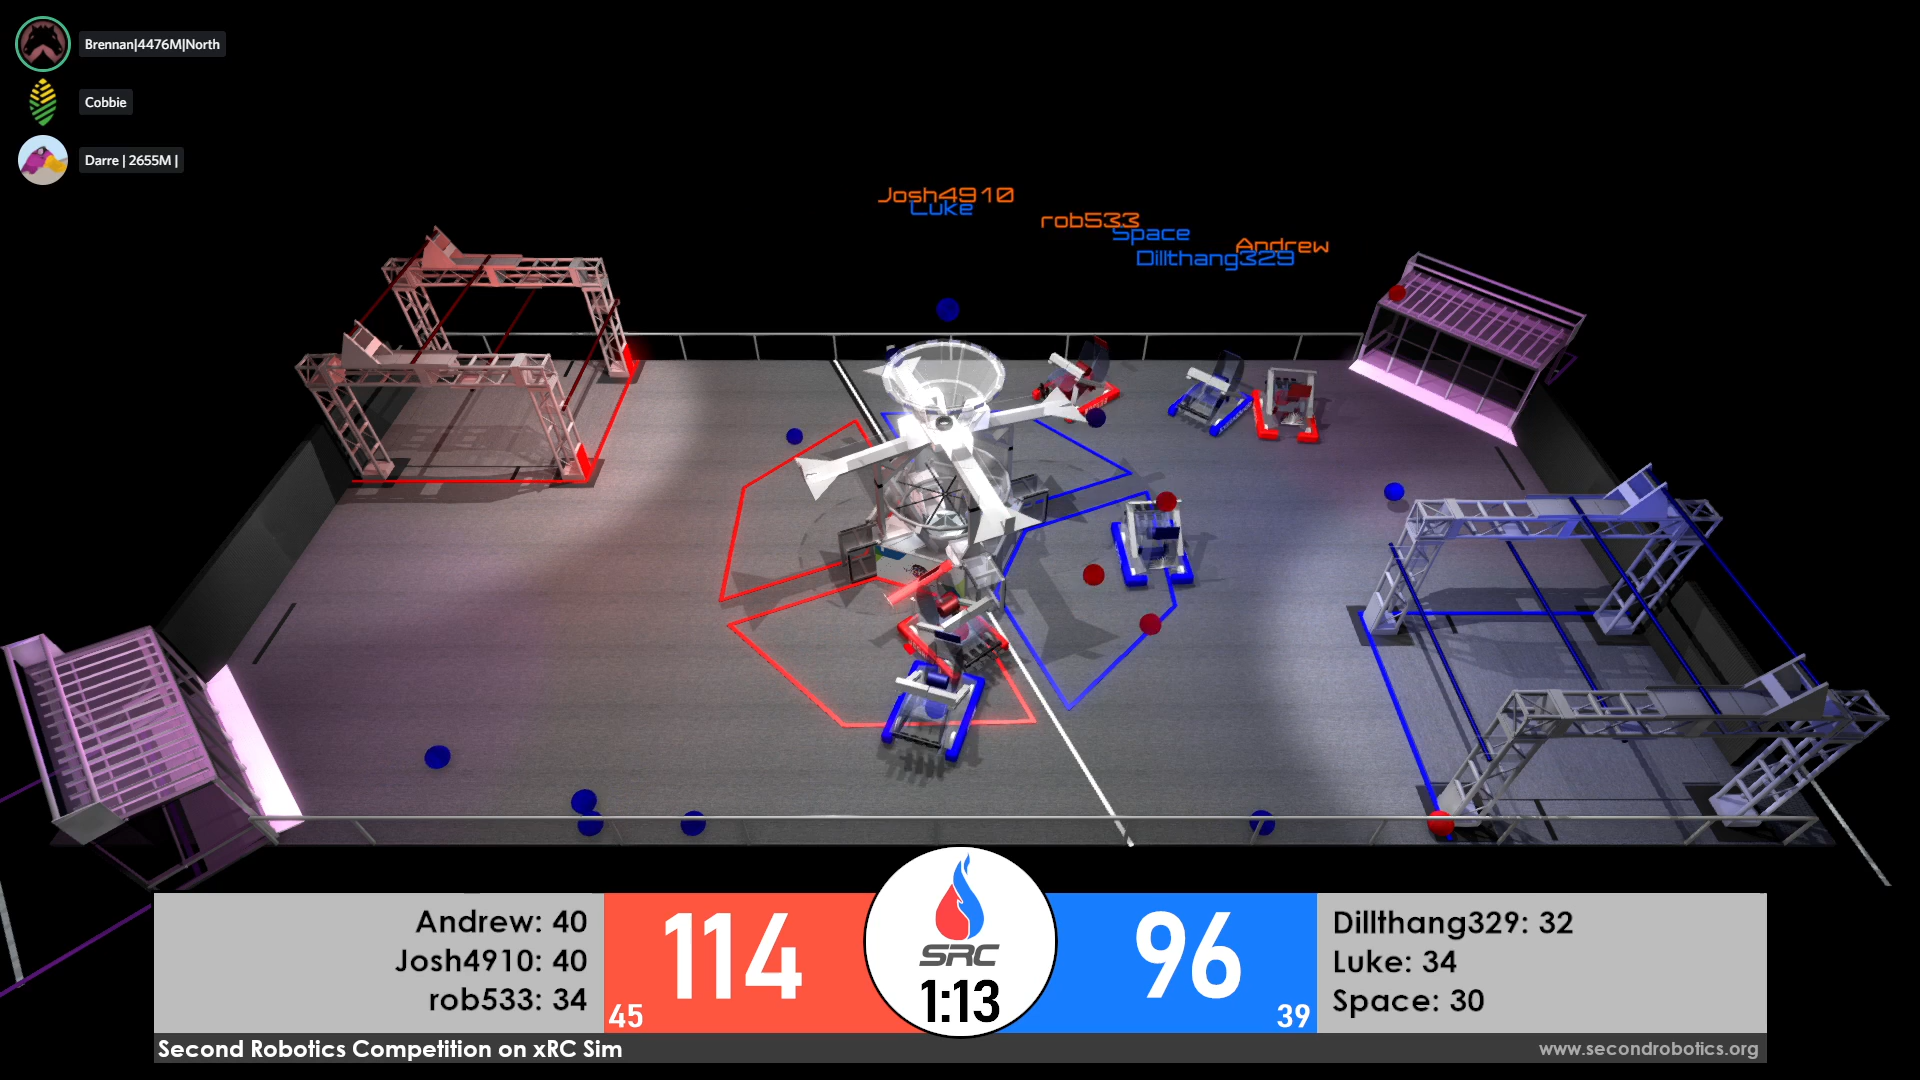 Brennan|4476M|North
Cobbie
Darre | 2655M |
Josh4910
Luke
rob533
Space
Andrew
Dillthang329
Andrew: 40
Josh4910: 40
rob533: 34
45
114
SRC
1:13
96
39
Dillthang329: 32
Luke: 34
Space: 30
Second Robotics Competition on xRC Sim
www.secondrobotics.org